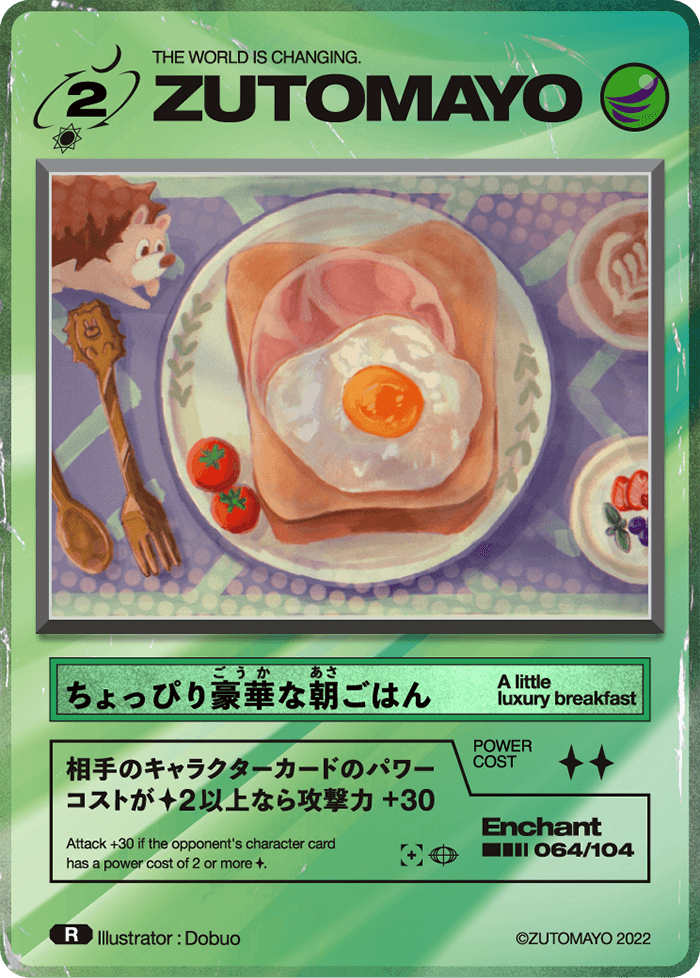 THE WORLD IS CHANGING.
2
ZUTOMAYO
ちょっぴり豪華な朝ごはん
ごうか
あさ
A little
luxury breakfast
相手のキャラクターカードのパワー
コストが✦2以上なら攻撃力 +30
Attack +30 if the opponent's character card
has a power cost of 2 or more✦.
POWER
COST
✦✦
Enchant
064/104
R
Illustrator : Dobuo
©ZUTOMAYO 2022